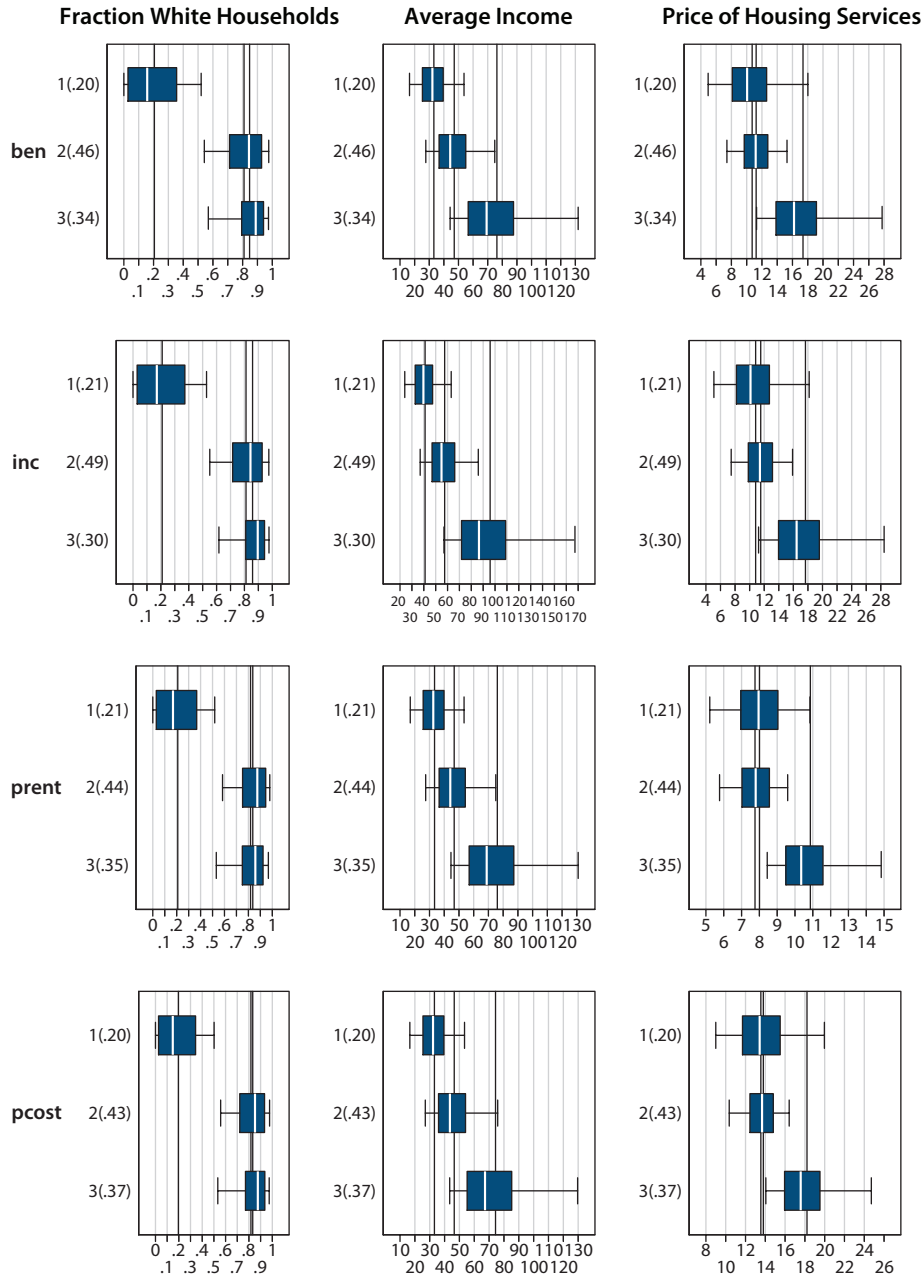 Fraction White Households Average Income Price of Housing Services
ben
1(.20) 1(.20) 1(.20)
2(.46) 2(.46) 2(.46)
3(.34) 3(.34) 3(.34)
0 .2 .4 .6 .8 1 10 30 50 70 90 110 130 4 8 12 16 20 24 28
.1 .3 .5 .7 .9 20 40 60 80 100 120 6 10 14 18 22 26
inc
1(.21) 1(.21) 1(.21)
2(.49) 2(.49) 2(.49)
3(.30) 3(.30) 3(.30)
0 .2 .4 .6 .8 1 20 40 60 80 100 120 140 160 4 8 12 16 20 24 28
.1 .3 .5 .7 .9 30 50 70 90 110 130 150 170 6 10 14 18 22 26
prent
1(.21) 1(.21) 1(.21)
2(.44) 2(.44) 2(.44)
3(.35) 3(.35) 3(.35)
0 .2 .4 .6 .8 1 10 30 50 70 90 110 130 5 7 9 11 13 15
.1 .3 .5 .7 .9 20 40 60 80 100 120 6 8 10 12 14
pcost
1(.20) 1(.20) 1(.20)
2(.43) 2(.43) 2(.43)
3(.37) 3(.37) 3(.37)
0 .2 .4 .6 .8 1 10 30 50 70 90 110 130 8 12 16 20 24
.1 .3 .5 .7 .9 20 40 60 80 100 120 10 14 18 22 26